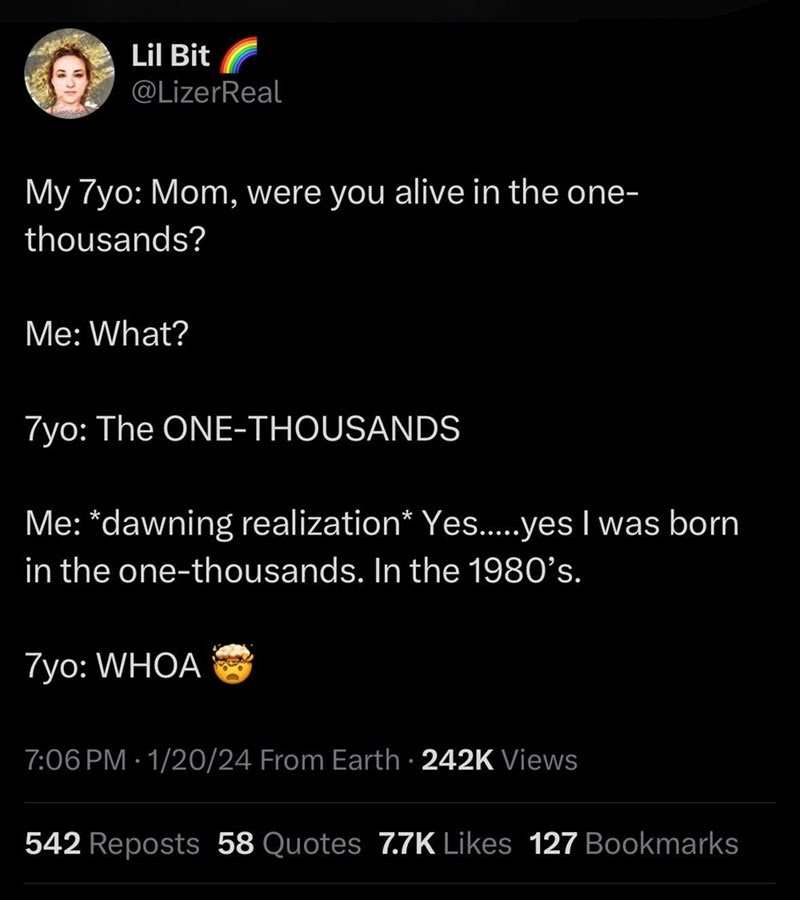 Lil Bit 🌈
@LizerReal
My 7yo: Mom, were you alive in the one-
thousands?
Me: What?
7yo: The ONE-THOUSANDS
Me: *dawning realization* Yes.....yes I was born
in the one-thousands. In the 1980’s.
7yo: WHOA 🤯
7:06 PM · 1/20/24 From Earth · 242K Views
542 Reposts 58 Quotes 7.7K Likes 127 Bookmarks